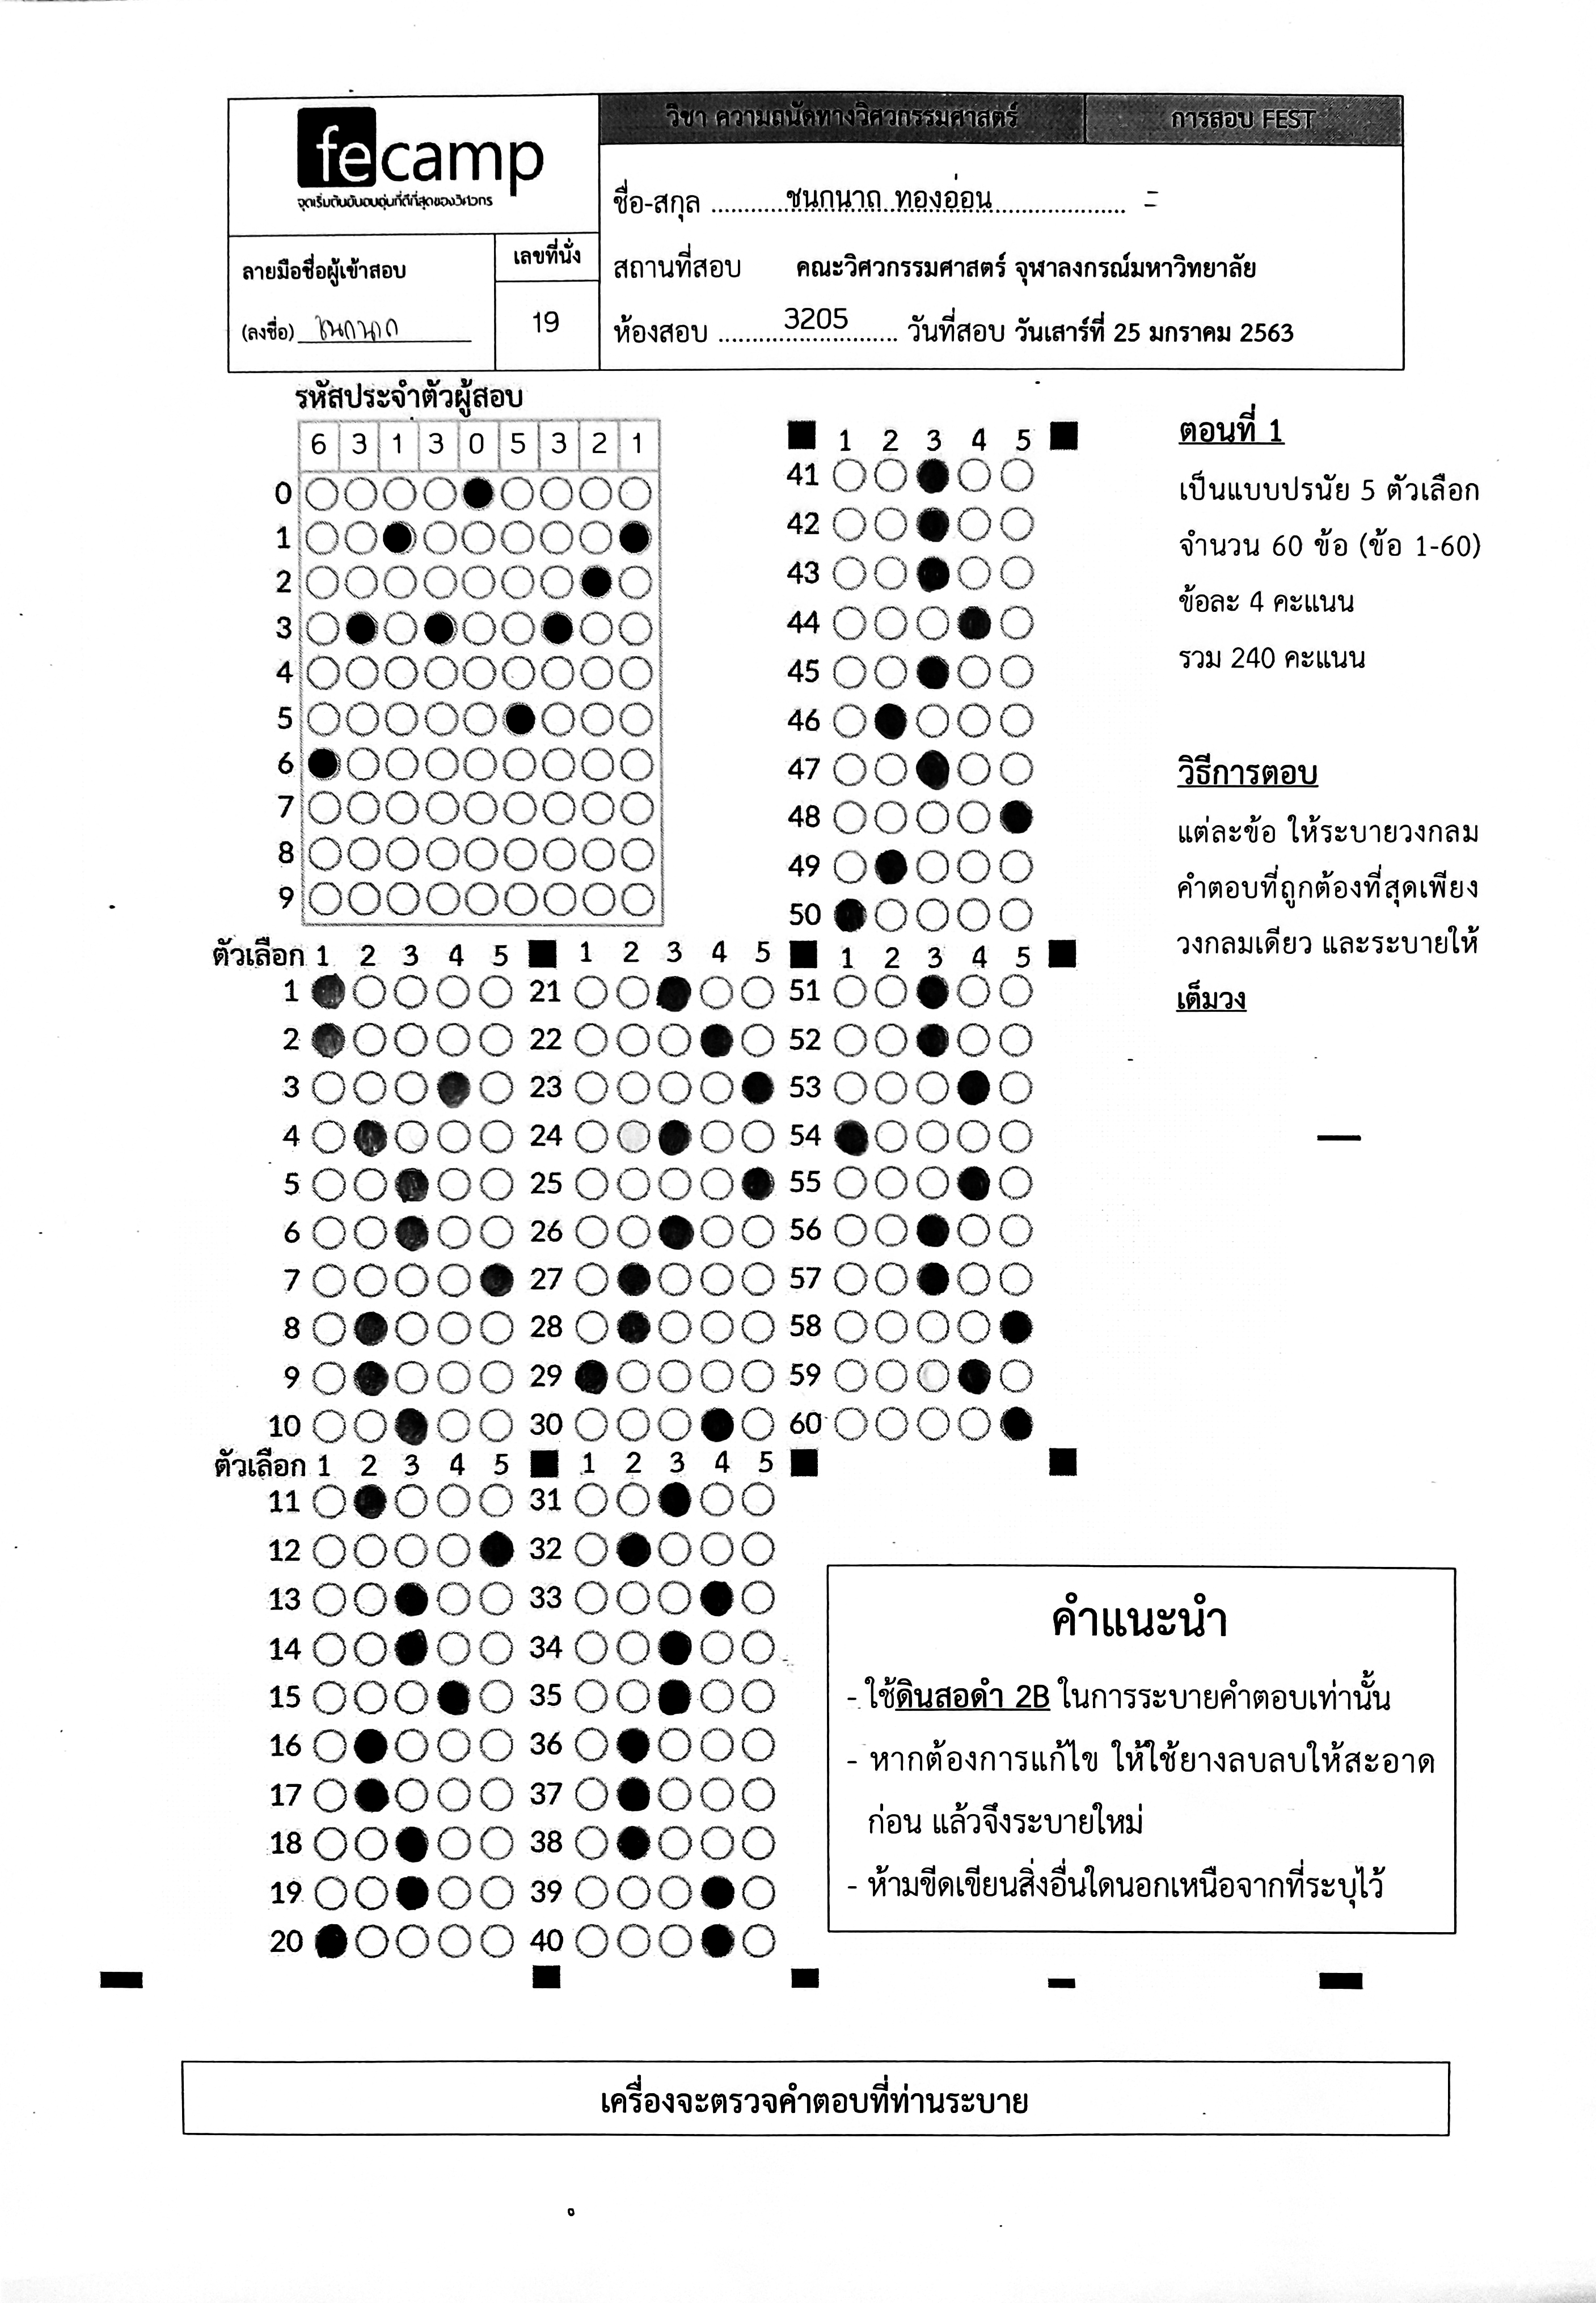 fecamp
จุดเริ่มต้นอันอบอุ่นที่ดีที่สุดของวิศวกร
วิชา ความถนัดทางวิศวกรรมศาสตร์
การสอบ FEST
ชื่อ-สกุล ชนกนาถ ทองอ่อน
สถานที่สอบ คณะวิศวกรรมศาสตร์ จุฬาลงกรณ์มหาวิทยาลัย
ห้องสอบ 3205 วันที่สอบ วันเสาร์ที่ 25 มกราคม 2563
ลายมือชื่อผู้เข้าสอบ
(ลงชื่อ) ชนกนาถ
เลขที่นั่ง
19
รหัสประจำตัวผู้สอบ
6 3 1 3 0 5 3 2 1
0
1
2
3
4
5
6
7
8
9
1 2 3 4 5
41
42
43
44
45
46
47
48
49
50
ตอนที่ 1
เป็นแบบปรนัย 5 ตัวเลือก
จำนวน 60 ข้อ (ข้อ 1-60)
ข้อละ 4 คะแนน
รวม 240 คะแนน
วิธีการตอบ
แต่ละข้อ ให้ระบายวงกลม
คำตอบที่ถูกต้องที่สุดเพียง
วงกลมเดียว และระบายให้
เต็มวง
ตัวเลือก 1 2 3 4 5 1 2 3 4 5 1 2 3 4 5
1 21 51
2 22 52
3 23 53
4 24 54
5 25 55
6 26 56
7 27 57
8 28 58
9 29 59
10 30 60
ตัวเลือก 1 2 3 4 5 1 2 3 4 5
11 31
12 32
13 33
14 34
15 35
16 36
17 37
18 38
19 39
20 40
คำแนะนำ
- ใช้ดินสอดำ 2B ในการระบายคำตอบเท่านั้น
- หากต้องการแก้ไข ให้ใช้ยางลบลบให้สะอาด
ก่อน แล้วจึงระบายใหม่
- ห้ามขีดเขียนสิ่งอื่นใดนอกเหนือจากที่ระบุไว้
เครื่องจะตรวจคำตอบที่ท่านระบาย